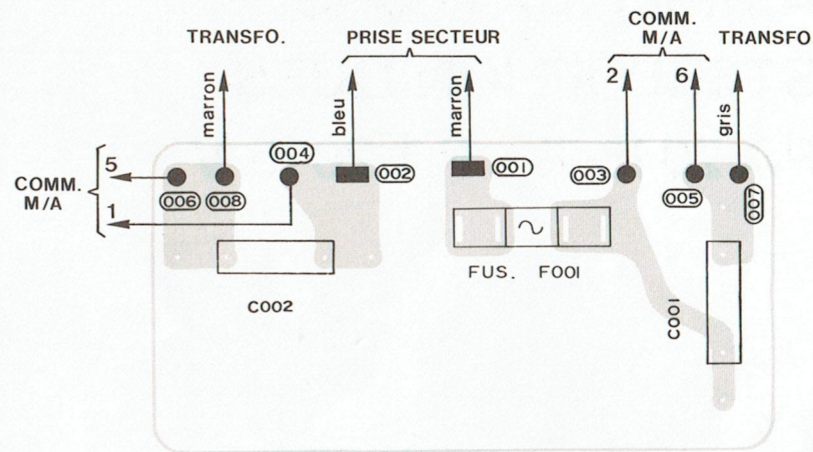 TRANSFO.
PRISE SECTEUR
COMM.
M/A
TRANSFO
marron
bleu
marron
2
6
gris
COMM.
M/A
5
1
006
008
004
002
001
003
005
007
C002
FUS. F001
C001